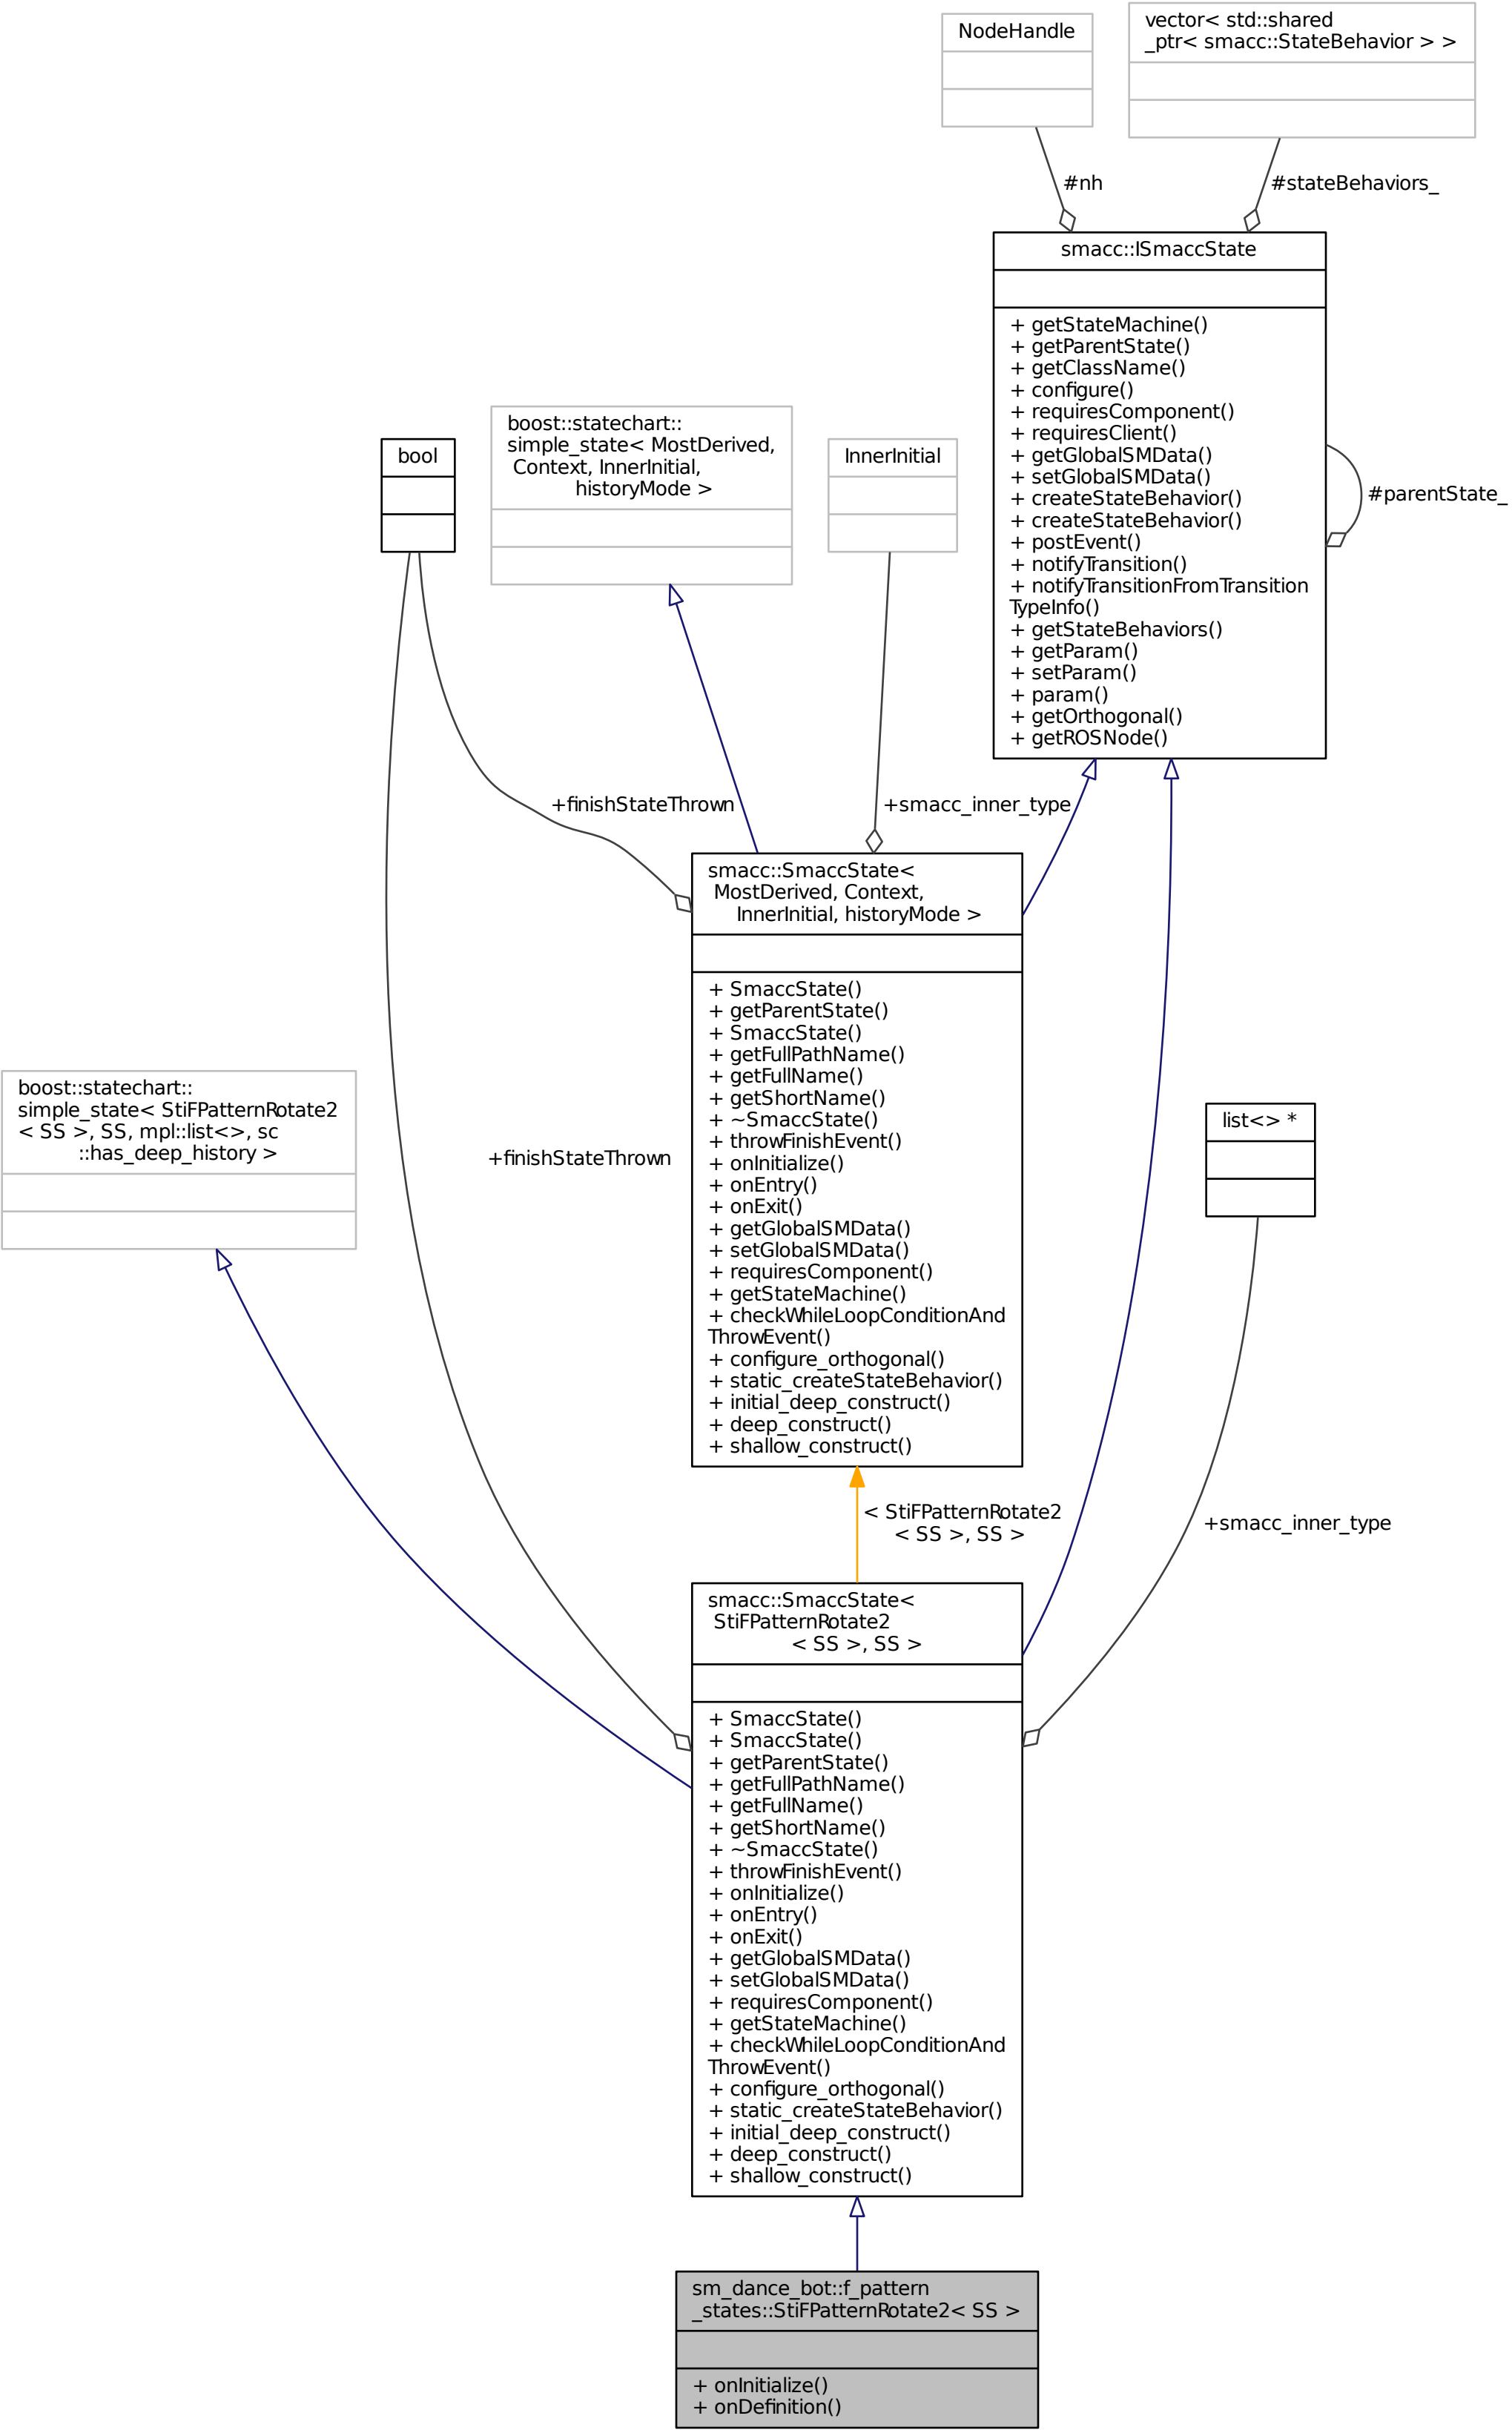 NodeHandle
vector< std::shared
_ptr< smacc::StateBehavior > >
#nh
#stateBehaviors_
smacc::ISmaccState
+ getStateMachine()
+ getParentState()
+ getClassName()
+ configure()
+ requiresComponent()
+ requiresClient()
+ getGlobalSMData()
+ setGlobalSMData()
+ createStateBehavior()
+ createStateBehavior()
+ postEvent()
+ notifyTransition()
+ notifyTransitionFromTransition
TypeInfo()
+ getStateBehaviors()
+ getParam()
+ setParam()
+ param()
+ getOrthogonal()
+ getROSNode()
#parentState_
boost::statechart::
simple_state< MostDerived,
Context, InnerInitial,
historyMode >
bool
InnerInitial
+finishStateThrown
+smacc_inner_type
smacc::SmaccState<
MostDerived, Context,
InnerInitial, historyMode >
+ SmaccState()
+ getParentState()
+ SmaccState()
+ getFullPathName()
+ getFullName()
+ getShortName()
+ ~SmaccState()
+ throwFinishEvent()
+ onInitialize()
+ onEntry()
+ onExit()
+ getGlobalSMData()
+ setGlobalSMData()
+ requiresComponent()
+ getStateMachine()
+ checkWhileLoopConditionAnd
ThrowEvent()
+ configure_orthogonal()
+ static_createStateBehavior()
+ initial_deep_construct()
+ deep_construct()
+ shallow_construct()
boost::statechart::
simple_state< StiFPatternRotate2
< SS >, SS, mpl::list<>, sc
::has_deep_history >
+finishStateThrown
list<> *
< StiFPatternRotate2
< SS >, SS >
+smacc_inner_type
smacc::SmaccState<
StiFPatternRotate2
< SS >, SS >
+ SmaccState()
+ SmaccState()
+ getParentState()
+ getFullPathName()
+ getFullName()
+ getShortName()
+ ~SmaccState()
+ throwFinishEvent()
+ onInitialize()
+ onEntry()
+ onExit()
+ getGlobalSMData()
+ setGlobalSMData()
+ requiresComponent()
+ getStateMachine()
+ checkWhileLoopConditionAnd
ThrowEvent()
+ configure_orthogonal()
+ static_createStateBehavior()
+ initial_deep_construct()
+ deep_construct()
+ shallow_construct()
sm_dance_bot::f_pattern
_states::StiFPatternRotate2< SS >
+ onInitialize()
+ onDefinition()